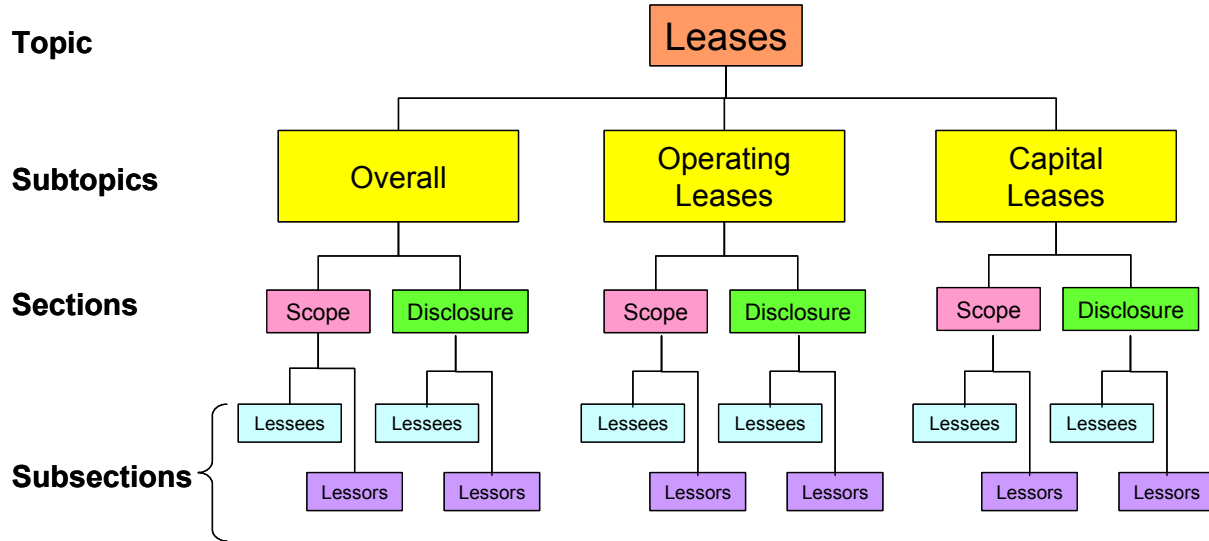 Topic
Leases
Subtopics
Overall
Operating
Leases
Capital
Leases
Sections
Scope
Disclosure
Scope
Disclosure
Scope
Disclosure
Subsections
Lessees
Lessees
Lessees
Lessees
Lessees
Lessees
Lessors
Lessors
Lessors
Lessors
Lessors
Lessors